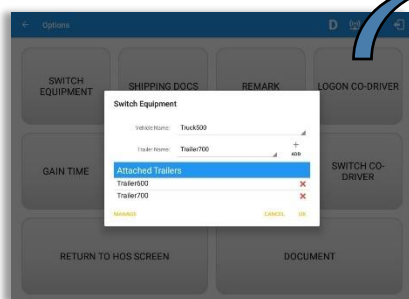 Options
D
SWITCH EQUIPMENT
SHIPPING DOCS
REMARK
LOGON CO-DRIVER
Switch Equipment
Vehicle Name: Truck500
Trailer Name: Trailer700
+ ADD
Attached Trailers
Trailer600
Trailer700
MANAGE
CANCEL
OK
GAIN TIME
SWITCH CO-DRIVER
RETURN TO HOS SCREEN
DOCUMENT